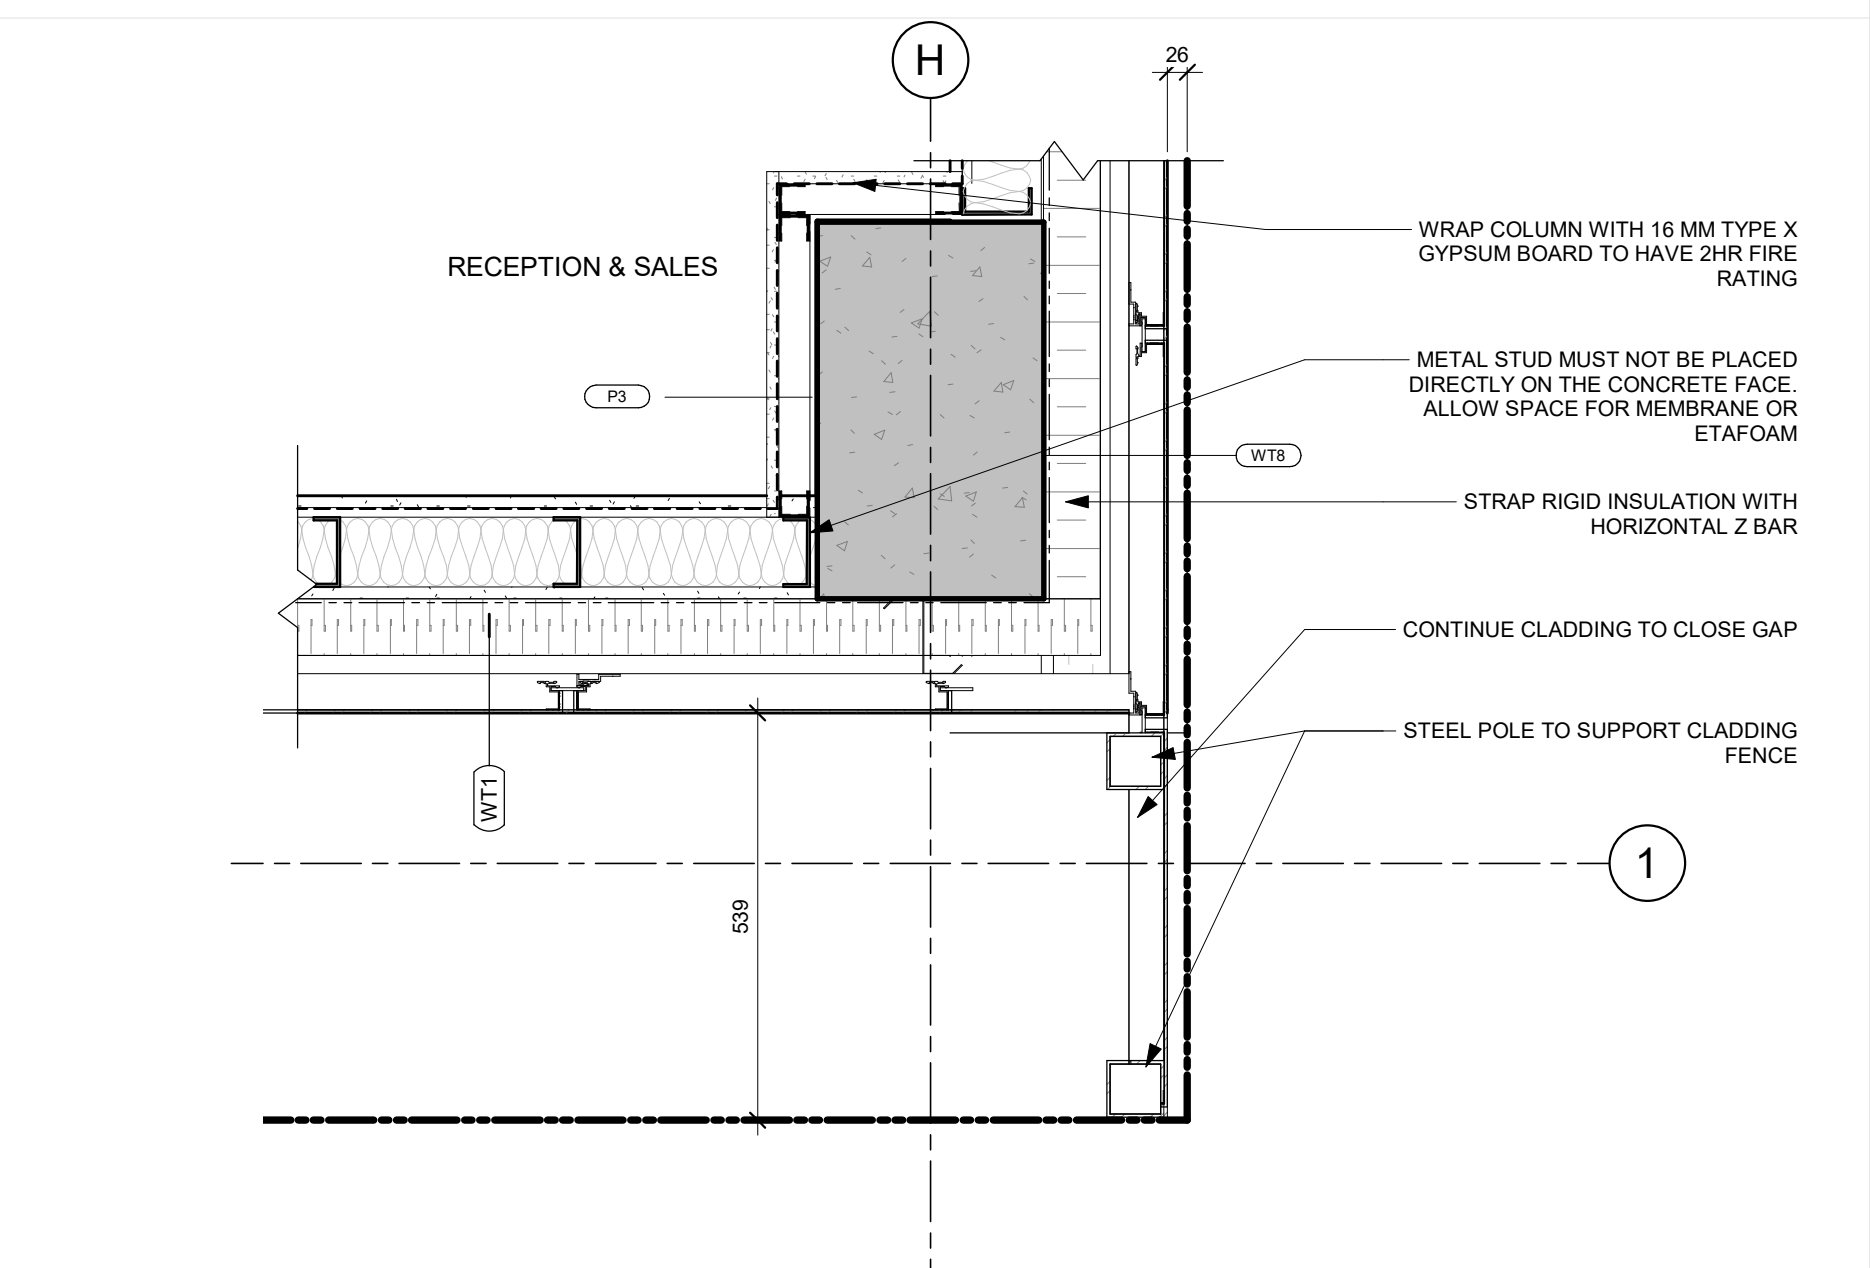 H
26
WRAP COLUMN WITH 16 MM TYPE X
GYPSUM BOARD TO HAVE 2HR FIRE
RATING
RECEPTION & SALES
METAL STUD MUST NOT BE PLACED
DIRECTLY ON THE CONCRETE FACE.
ALLOW SPACE FOR MEMBRANE OR
ETAFOAM
P3
WT8
STRAP RIGID INSULATION WITH
HORIZONTAL Z BAR
CONTINUE CLADDING TO CLOSE GAP
STEEL POLE TO SUPPORT CLADDING
FENCE
WT1
1
539